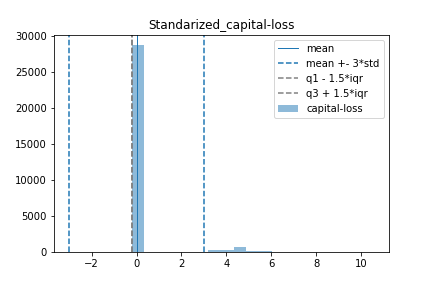 Standarized_capital-loss
30000
25000
20000
15000
10000
5000
0
mean
mean +- 3*std
q1 - 1.5*iqr
q3 + 1.5*iqr
capital-loss
−2 0 2 4 6 8 10